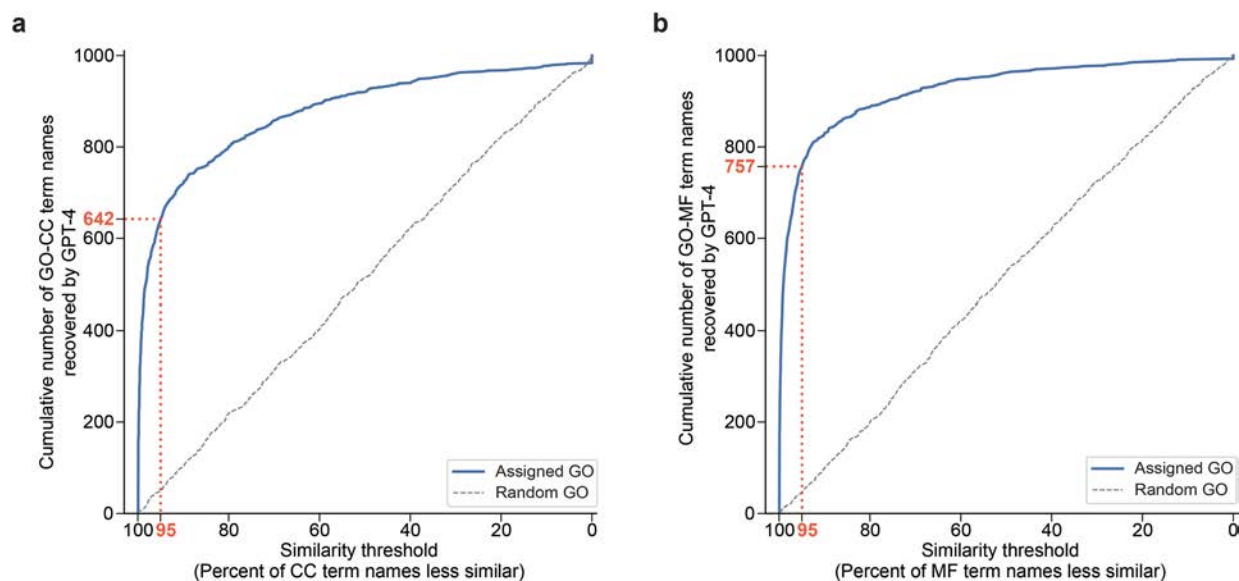 a
Cumulative number of GO-CC term names
recovered by GPT-4
1000
800
642
600
400
200
0
100 95 80 60 40 20 0
Similarity threshold
(Percent of CC term names less similar)
Assigned GO
Random GO
b
Cumulative number of GO-MF term names
recovered by GPT-4
1000
800
757
600
400
200
0
100 95 80 60 40 20 0
Similarity threshold
(Percent of MF term names less similar)
Assigned GO
Random GO